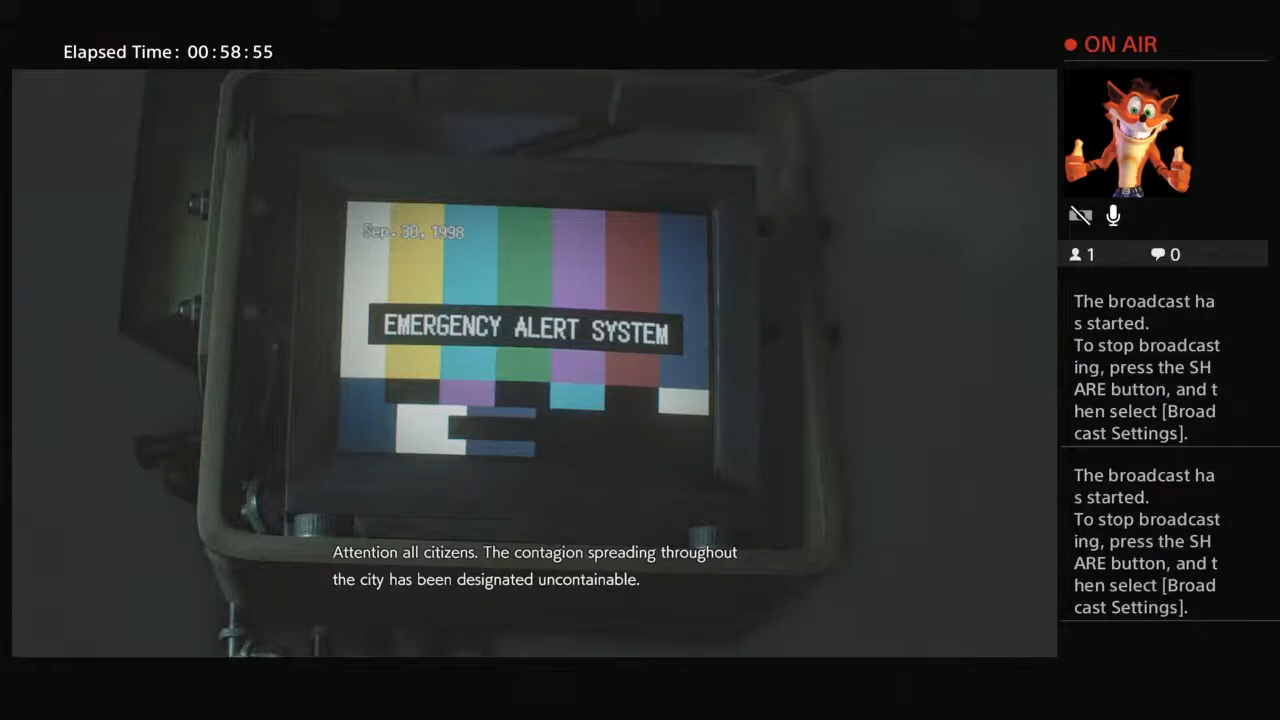 Elapsed Time: 00:58:55
ON AIR
Sep. 30, 1998
EMERGENCY ALERT SYSTEM
Attention all citizens. The contagion spreading throughout
the city has been designated uncontainable.
1
0
The broadcast ha
s started.
To stop broadcast
ing, press the SH
ARE button, and t
hen select [Broad
cast Settings].
The broadcast ha
s started.
To stop broadcast
ing, press the SH
ARE button, and t
hen select [Broad
cast Settings].